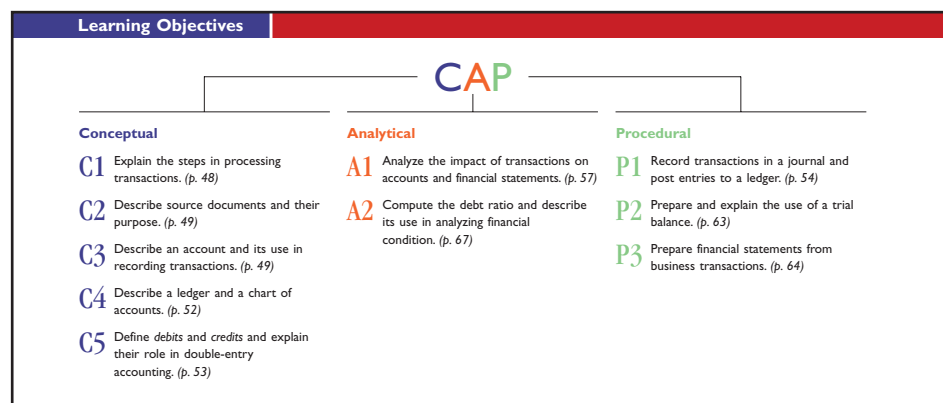 Learning Objectives
CAP
Conceptual
C1 Explain the steps in processing
transactions. (p. 48)
C2 Describe source documents and their
purpose. (p. 49)
C3 Describe an account and its use in
recording transactions. (p. 49)
C4 Describe a ledger and a chart of
accounts. (p. 52)
C5 Define debits and credits and explain
their role in double-entry
accounting. (p. 53)
Analytical
A1 Analyze the impact of transactions on
accounts and financial statements. (p. 57)
A2 Compute the debt ratio and describe
its use in analyzing financial
condition. (p. 67)
Procedural
P1 Record transactions in a journal and
post entries to a ledger. (p. 54)
P2 Prepare and explain the use of a trial
balance. (p. 63)
P3 Prepare financial statements from
business transactions. (p. 64)